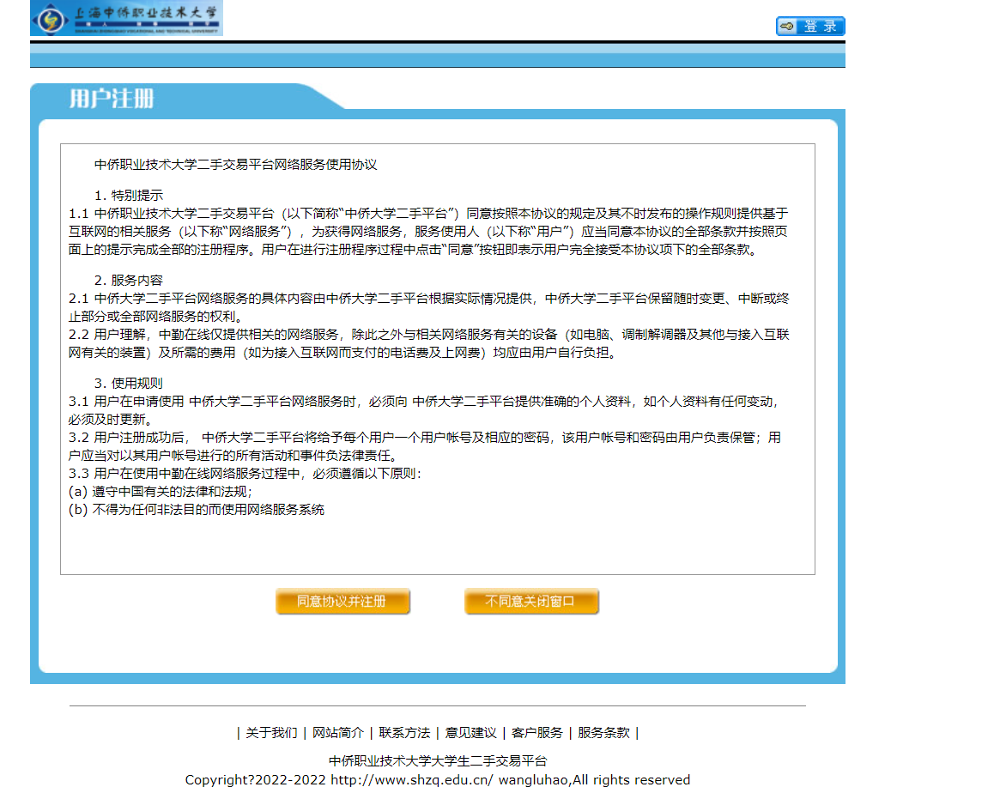 上海中侨职业技术大学
登 录
用户注册
中侨职业技术大学二手交易平台网络服务使用协议
1. 特别提示
1.1 中侨职业技术大学二手交易平台（以下简称“中侨大学二手平台”）同意按照本协议的规定及其不时发布的操作规则提供基于
互联网的相关服务（以下称“网络服务”），为获得网络服务，服务使用人（以下称“用户”）应当同意本协议的全部条款并按照页
面上的提示完成全部的注册程序。用户在进行注册程序过程中点击“同意”按钮即表示用户完全接受本协议项下的全部条款。
2. 服务内容
2.1 中侨大学二手平台网络服务的具体内容由中侨大学二手平台根据实际情况提供，中侨大学二手平台保留随时变更、中断或终
止部分或全部网络服务的权利。
2.2 用户理解，中勤在线仅提供相关的网络服务，除此之外与相关网络服务有关的设备（如电脑、调制解调器及其他与接入互联
网有关的装置）及所需的费用（如为接入互联网而支付的电话费及上网费）均应由用户自行负担。
3. 使用规则
3.1 用户在申请使用 中侨大学二手平台网络服务时，必须向 中侨大学二手平台提供准确的个人资料，如个人资料有任何变动，
必须及时更新。
3.2 用户注册成功后， 中侨大学二手平台将给予每个用户一个用户帐号及相应的密码，该用户帐号和密码由用户负责保管；用
户应当对以其用户帐号进行的所有活动和事件负法律责任。
3.3 用户在使用中勤在线网络服务过程中，必须遵循以下原则：
(a) 遵守中国有关的法律和法规；
(b) 不得为任何非法目的而使用网络服务系统
同意协议并注册
不同意关闭窗口
| 关于我们 | 网站简介 | 联系方法 | 意见建议 | 客户服务 | 服务条款 |
中侨职业技术大学大学生二手交易平台
Copyright?2022-2022 http://www.shzq.edu.cn/ wangluhao,All rights reserved